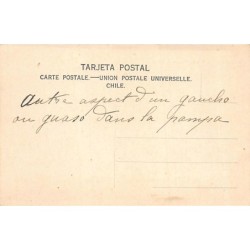 TARJETA POSTAL
CARTE POSTALE.—UNION POSTALE UNIVERSELLE.
CHILE.
Autre aspect d'un gaucho
ou guaso dans la pampa